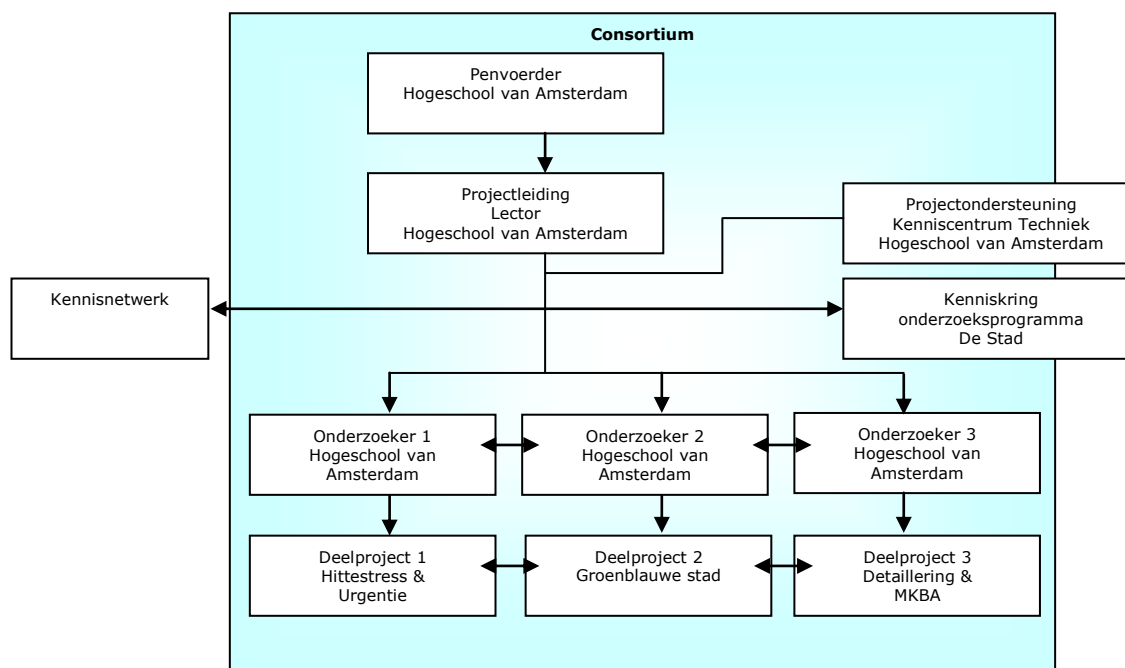 Consortium
Penvoerder
Hogeschool van Amsterdam
Projectleiding
Lector
Hogeschool van Amsterdam
Projectondersteuning
Kenniscentrum Techniek
Hogeschool van Amsterdam
Kennisnetwerk
Kenniskring
onderzoeksprogramma
De Stad
Onderzoeker 1
Hogeschool van
Amsterdam
Onderzoeker 2
Hogeschool van
Amsterdam
Onderzoeker 3
Hogeschool van
Amsterdam
Deelproject 1
Hittestress &
Urgentie
Deelproject 2
Groenblauwe stad
Deelproject 3
Detaillering &
MKBA